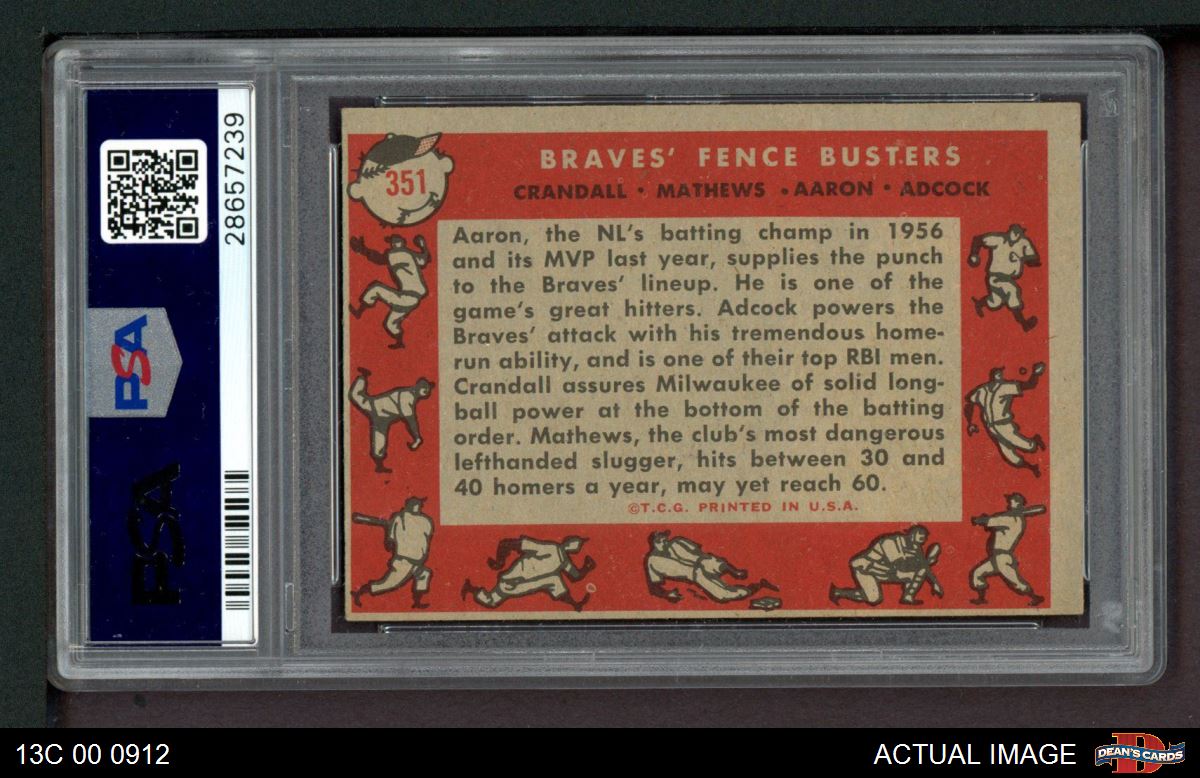 28657239
PSA
PSA
351
BRAVES' FENCE BUSTERS
CRANDALL • MATHEWS • AARON • ADCOCK
Aaron, the NL's batting champ in 1956
and its MVP last year, supplies the punch
to the Braves' lineup. He is one of the
game's great hitters. Adcock powers the
Braves' attack with his tremendous home-
run ability, and is one of their top RBI men.
Crandall assures Milwaukee of solid long-
ball power at the bottom of the batting
order. Mathews, the club's most dangerous
lefthanded slugger, hits between 30 and
40 homers a year, may yet reach 60.
©T.C.G. PRINTED IN U.S.A.
13C 00 0912
ACTUAL IMAGE
D
DEAN'S CARDS